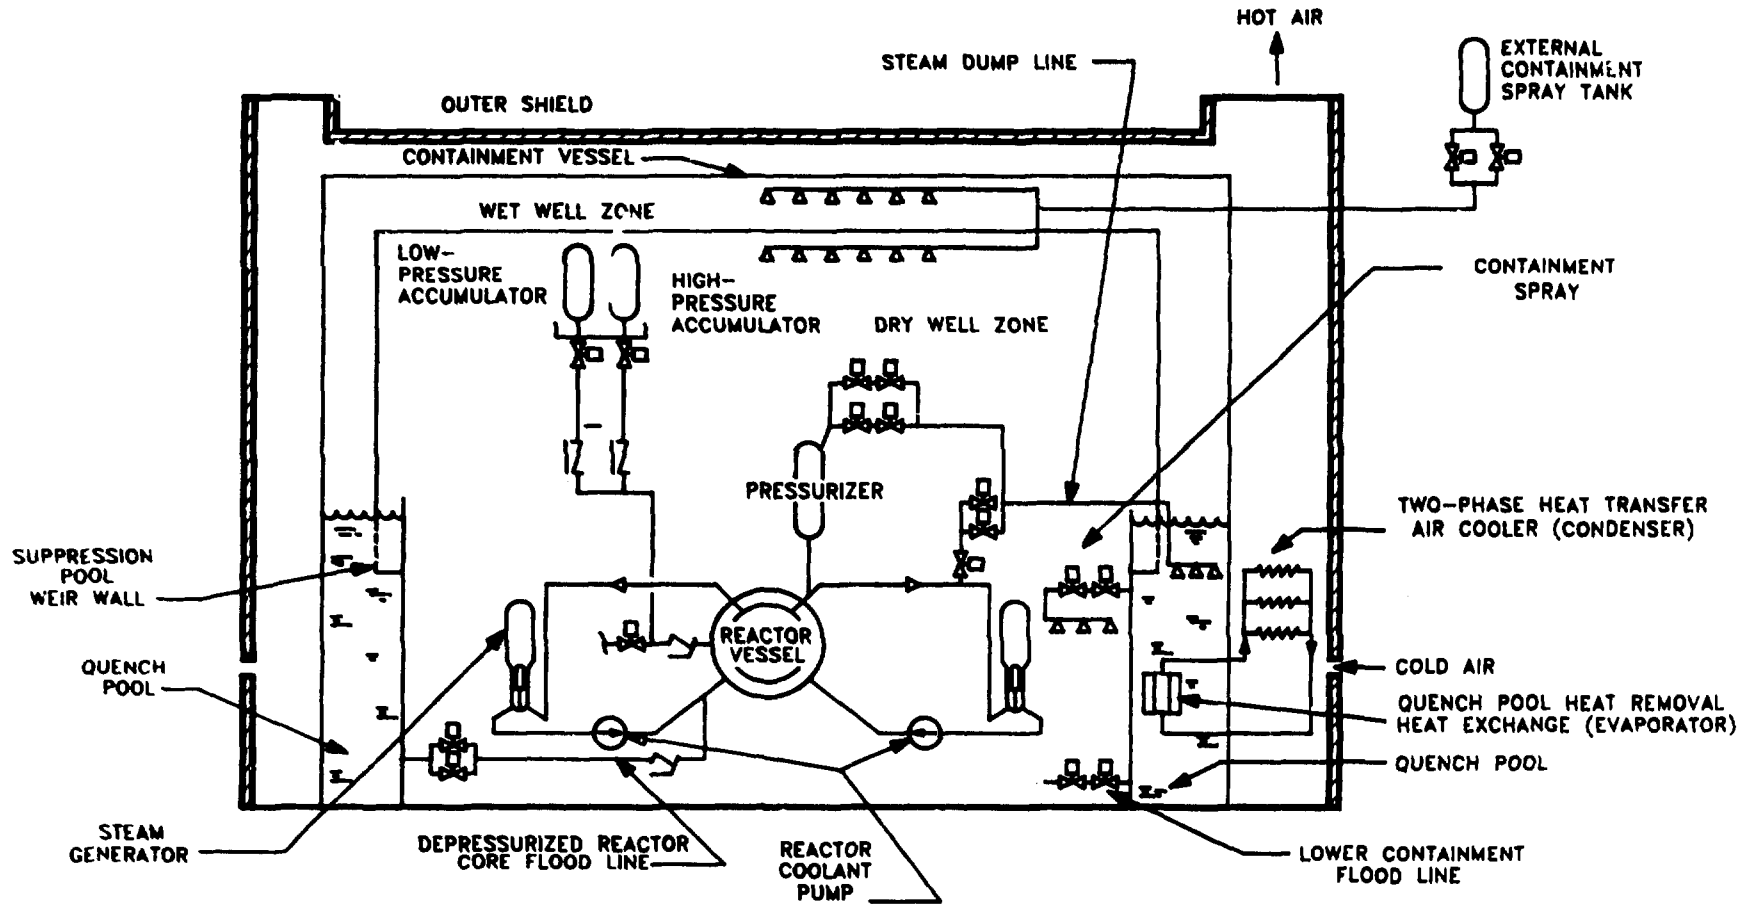 HOT AIR
STEAM DUMP LINE
EXTERNAL
CONTAINMENT
SPRAY TANK
OUTER SHIELD
CONTAINMENT VESSEL
WET WELL ZONE
LOW-
PRESSURE
ACCUMULATOR
HIGH-
PRESSURE
ACCUMULATOR
DRY WELL ZONE
CONTAINMENT
SPRAY
PRESSURIZER
TWO-PHASE HEAT TRANSFER
AIR COOLER (CONDENSER)
SUPPRESSION
POOL
WEIR WALL
REACTOR
VESSEL
QUENCH
POOL
COLD AIR
QUENCH POOL HEAT REMOVAL
HEAT EXCHANGE (EVAPORATOR)
QUENCH POOL
STEAM
GENERATOR
DEPRESSURIZED REACTOR
CORE FLOOD LINE
REACTOR
COOLANT
PUMP
LOWER CONTAINMENT
FLOOD LINE